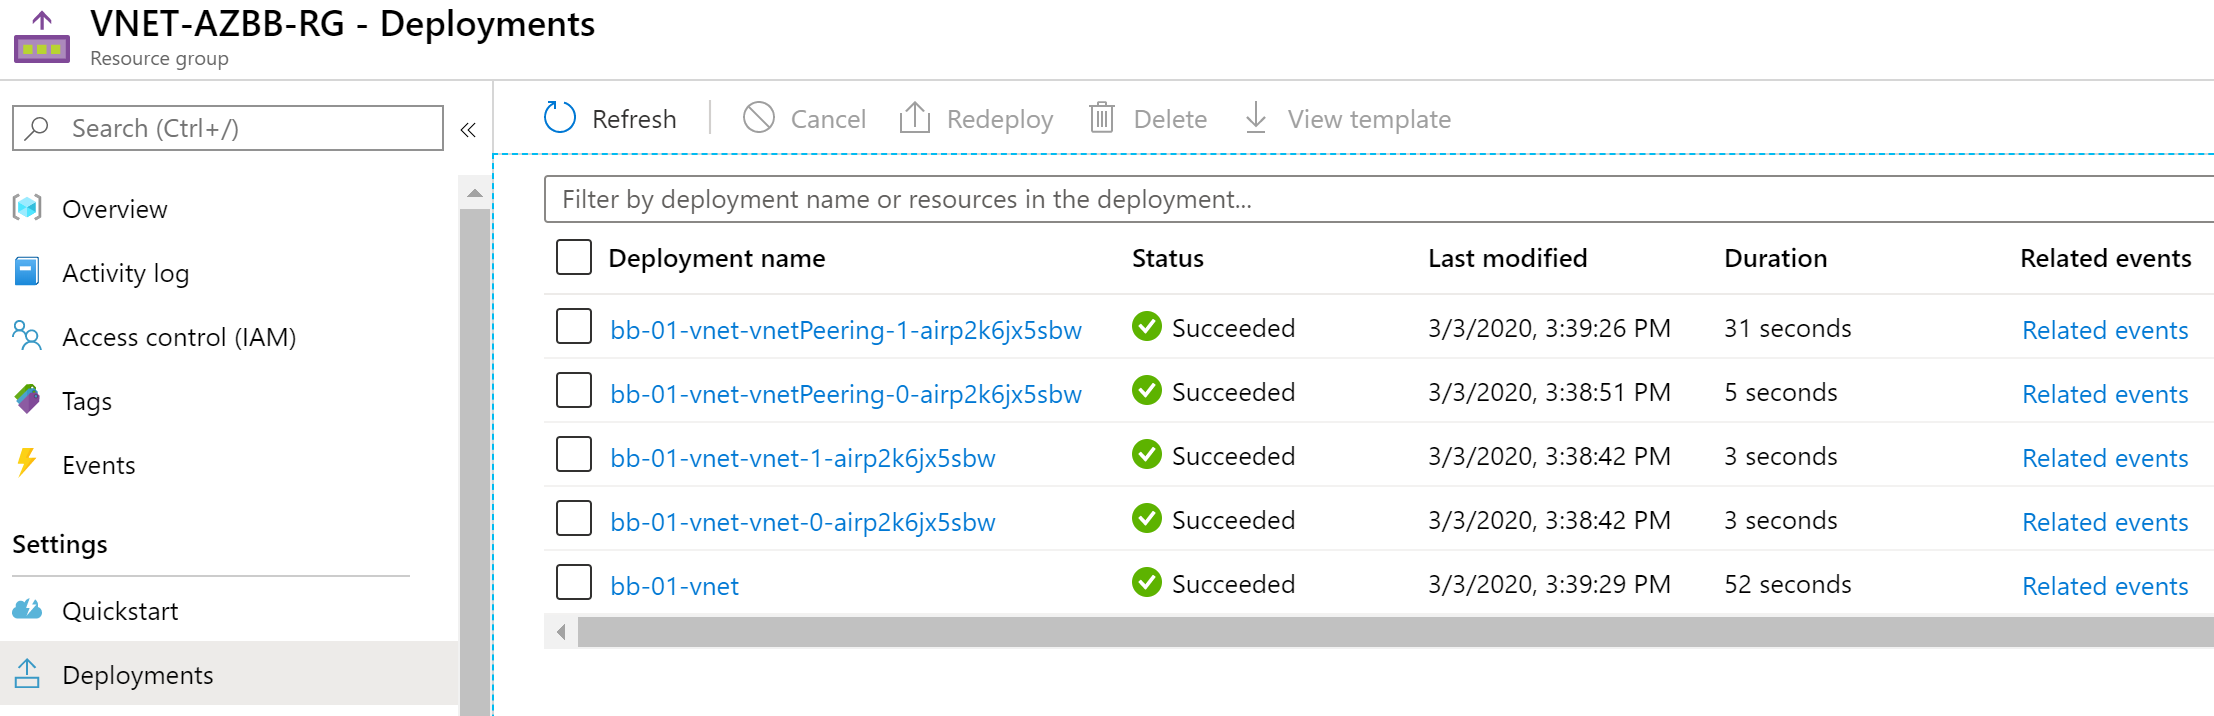 VNET-AZBB-RG - Deployments
Resource group
Search (Ctrl+/)
«
Overview
Activity log
Access control (IAM)
Tags
Events
Settings
Quickstart
Deployments
Refresh Cancel Redeploy Delete View template
Filter by deployment name or resources in the deployment...
Deployment name Status Last modified Duration Related events
bb-01-vnet-vnetPeering-1-airp2k6jx5sbw Succeeded 3/3/2020, 3:39:26 PM 31 seconds Related events
bb-01-vnet-vnetPeering-0-airp2k6jx5sbw Succeeded 3/3/2020, 3:38:51 PM 5 seconds Related events
bb-01-vnet-vnet-1-airp2k6jx5sbw Succeeded 3/3/2020, 3:38:42 PM 3 seconds Related events
bb-01-vnet-vnet-0-airp2k6jx5sbw Succeeded 3/3/2020, 3:38:42 PM 3 seconds Related events
bb-01-vnet Succeeded 3/3/2020, 3:39:29 PM 52 seconds Related events